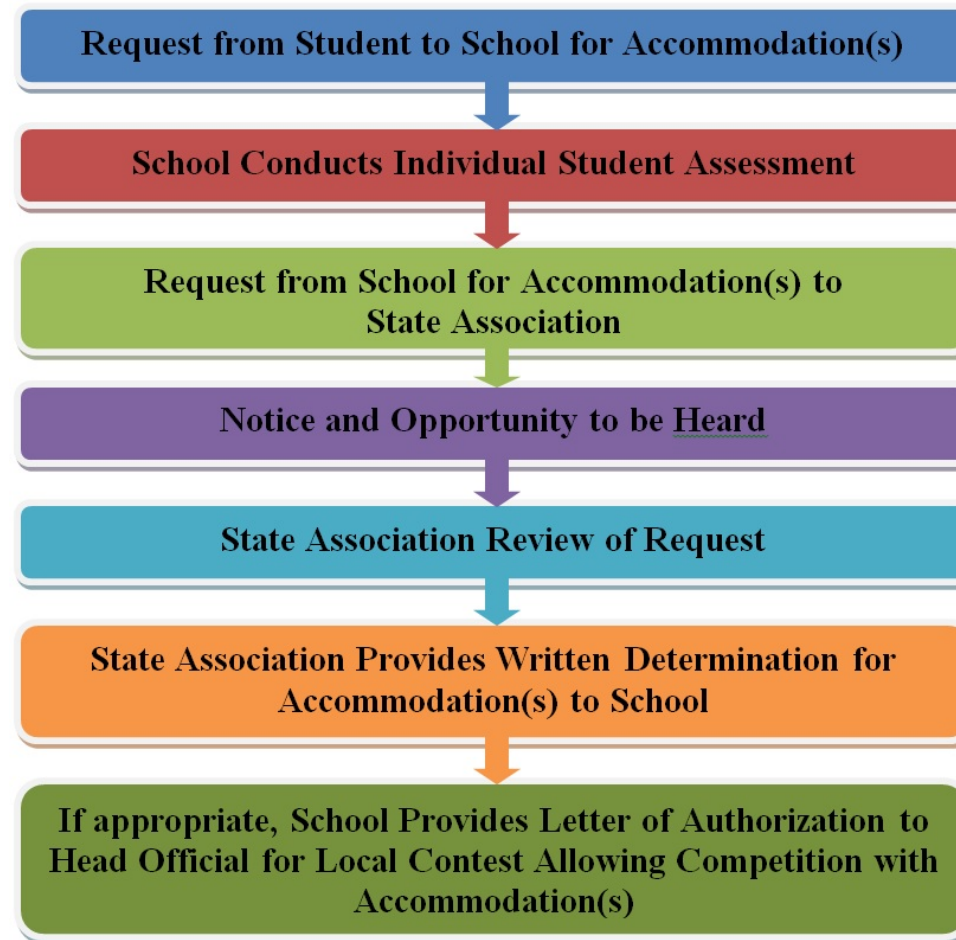 Request from Student to School for Accommodation(s)
School Conducts Individual Student Assessment
Request from School for Accommodation(s) to
State Association
Notice and Opportunity to be Heard
State Association Review of Request
State Association Provides Written Determination for
Accommodation(s) to School
If appropriate, School Provides Letter of Authorization to
Head Official for Local Contest Allowing Competition with
Accommodation(s)